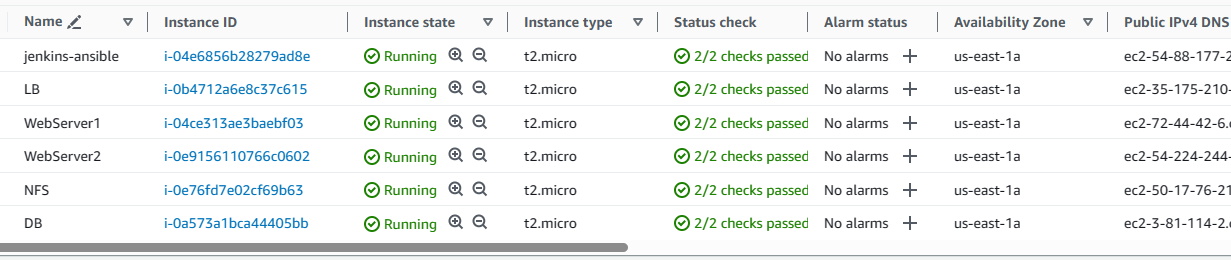 Name Instance ID Instance state Instance type Status check Alarm status Availability Zone Public IPv4 DNS
jenkins-ansible i-04e6856b28279ad8e Running t2.micro 2/2 checks passed No alarms us-east-1a ec2-54-88-177-2
LB i-0b4712a6e8c37c615 Running t2.micro 2/2 checks passed No alarms us-east-1a ec2-35-175-210-
WebServer1 i-04ce313ae3baebf03 Running t2.micro 2/2 checks passed No alarms us-east-1a ec2-72-44-42-6.
WebServer2 i-0e9156110766c0602 Running t2.micro 2/2 checks passed No alarms us-east-1a ec2-54-224-244-
NFS i-0e76fd7e02cf69b63 Running t2.micro 2/2 checks passed No alarms us-east-1a ec2-50-17-76-21
DB i-0a573a1bca44405bb Running t2.micro 2/2 checks passed No alarms us-east-1a ec2-3-81-114-2.